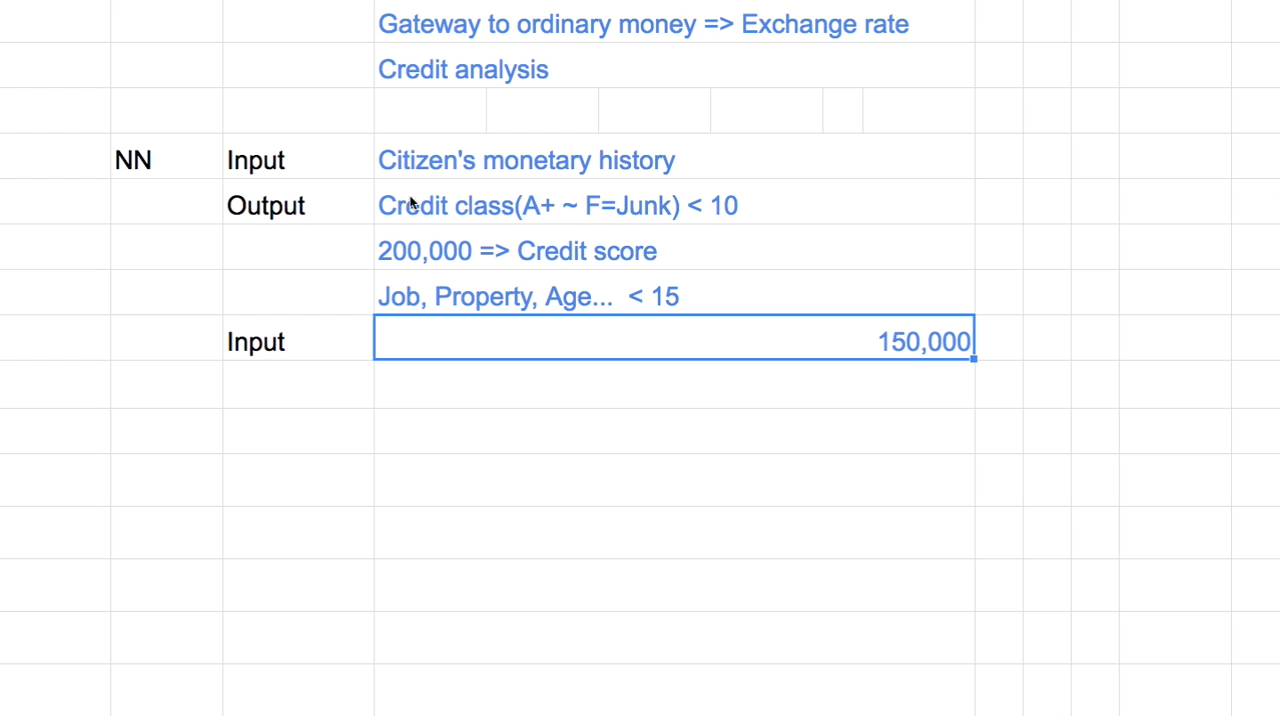 Gateway to ordinary money => Exchange rate
Credit analysis
NN Input Citizen's monetary history
Output Credit class(A+ ~ F=Junk) < 10
200,000 => Credit score
Job, Property, Age... < 15
Input 150,000